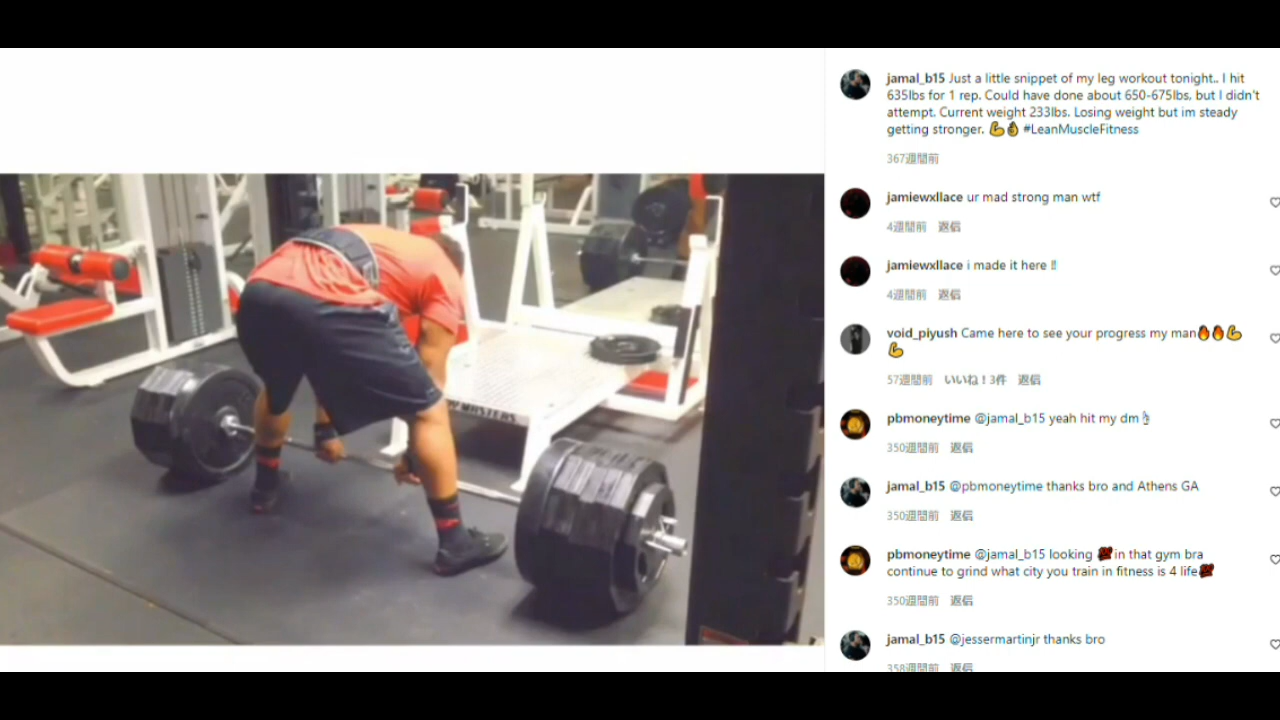 jamal_b15 Just a little snippet of my leg workout tonight.. I hit
635lbs for 1 rep. Could have done about 650-675lbs, but I didn't
attempt. Current weight 233lbs. Losing weight but im steady
getting stronger. 💪👌 #LeanMuscleFitness
367週間前
jamiewxllace ur mad strong man wtf
4週間前 返信
jamiewxllace i made it here ‼
4週間前 返信
void_piyush Came here to see your progress my man🔥🔥💪
💪
57週間前 いいね！3件 返信
pbmoneytime @jamal_b15 yeah hit my dm👌
350週間前 返信
jamal_b15 @pbmoneytime thanks bro and Athens GA
350週間前 返信
pbmoneytime @jamal_b15 looking 💯in that gym bra
continue to grind what city you train in fitness is 4 life💯
350週間前 返信
jamal_b15 @jessermartinjr thanks bro
358週間前 返信